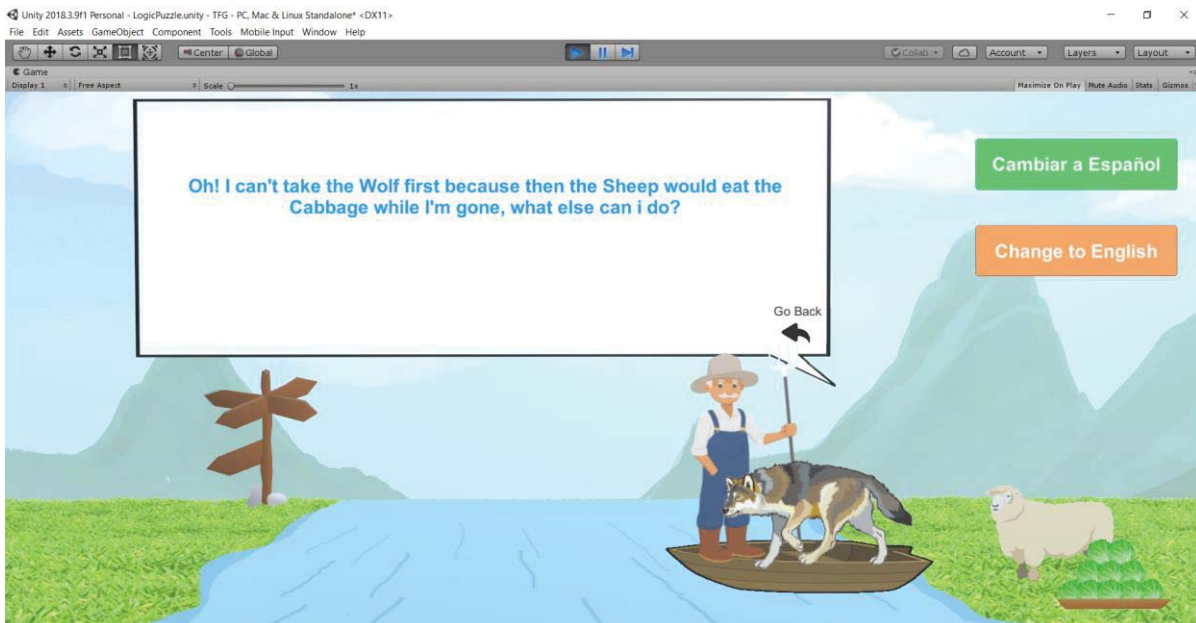 Unity 2018.3.9f1 Personal - LogicPuzzle.unity - TFG - PC, Mac & Linux Standalone* <DX11>
File Edit Assets GameObject Component Tools Mobile Input Window Help
Center Global Collab Account Layers Layout
Game
Display 1 Free Aspect Scale 1x Maximize On Play Mute Audio Stats Gizmos
Oh! I can't take the Wolf first because then the Sheep would eat the
Cabbage while I'm gone, what else can i do?
Go Back
Cambiar a Español
Change to English